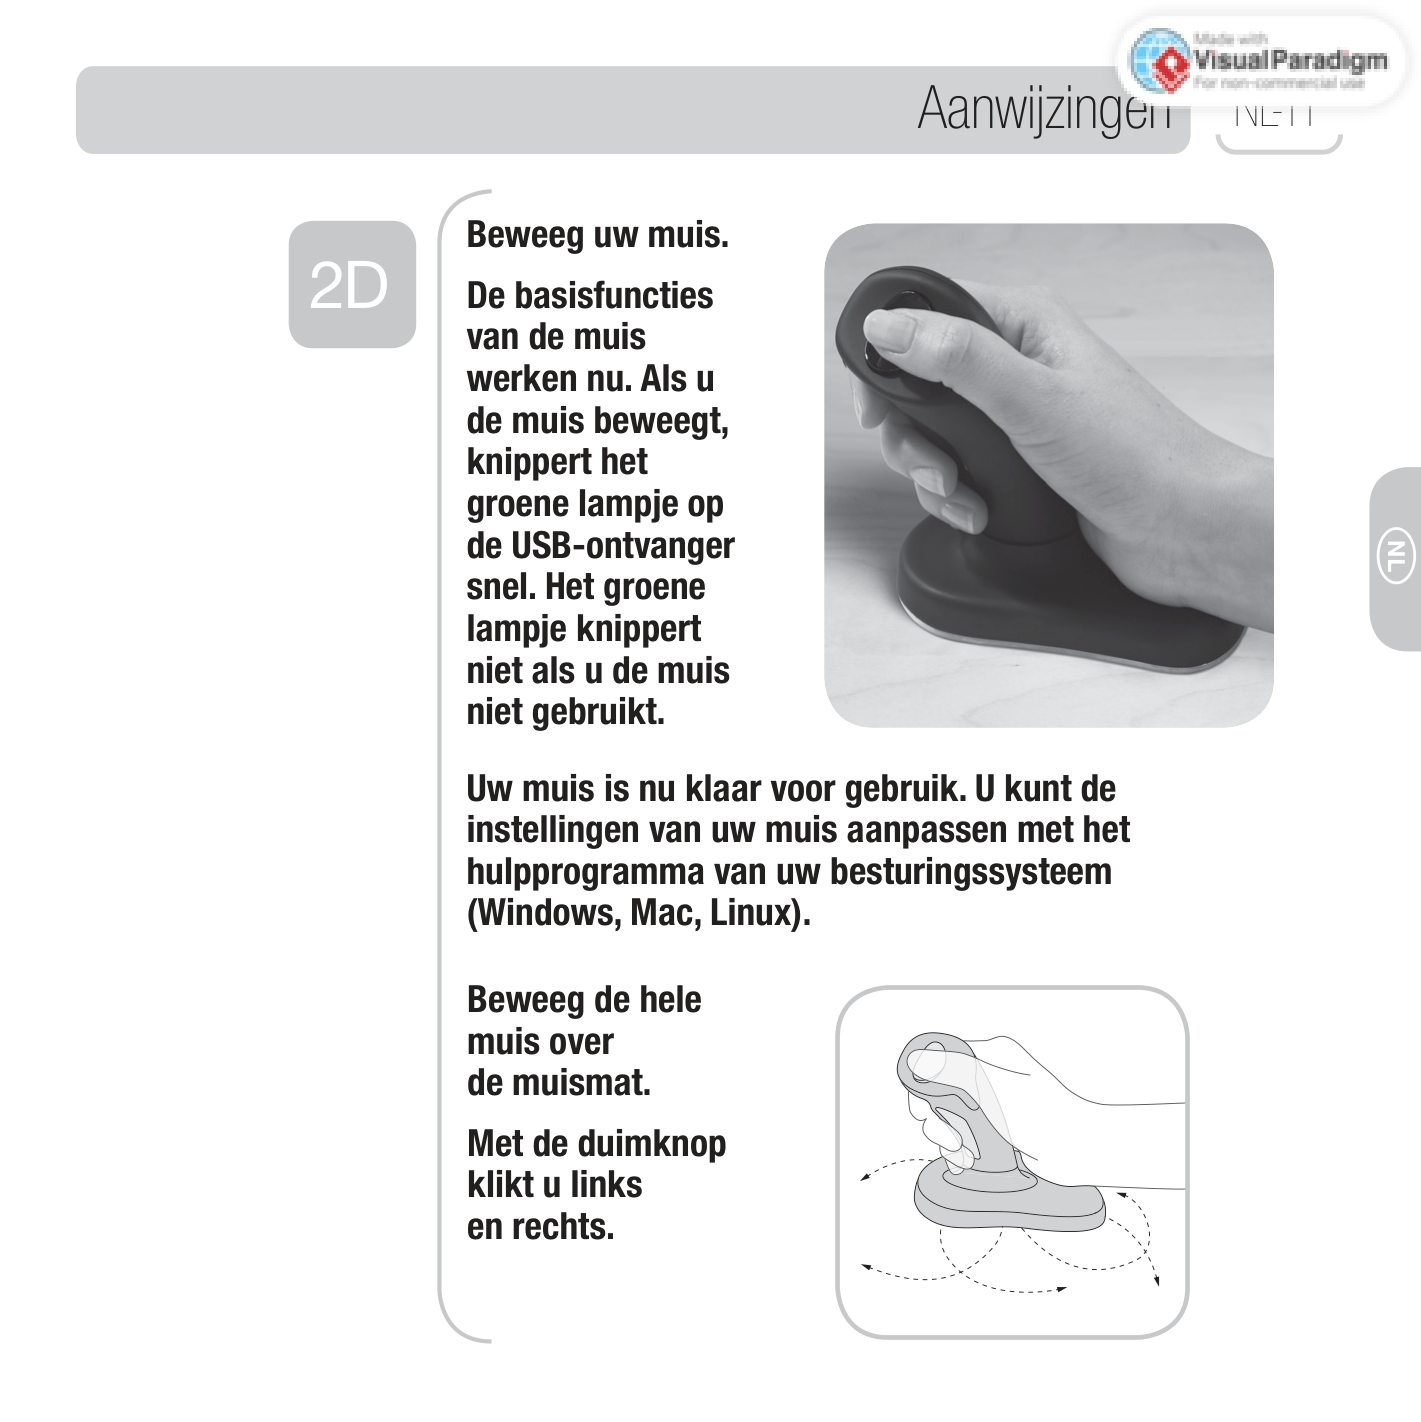 Made with
VisualParadigm
For non-commercial use
Aanwijzingen
2D
Beweeg uw muis.
De basisfuncties
van de muis
werken nu. Als u
de muis beweegt,
knippert het
groene lampje op
de USB-ontvanger
snel. Het groene
lampje knippert
niet als u de muis
niet gebruikt.
NL
Uw muis is nu klaar voor gebruik. U kunt de
instellingen van uw muis aanpassen met het
hulpprogramma van uw besturingssysteem
(Windows, Mac, Linux).
Beweeg de hele
muis over
de muismat.
Met de duimknop
klikt u links
en rechts.